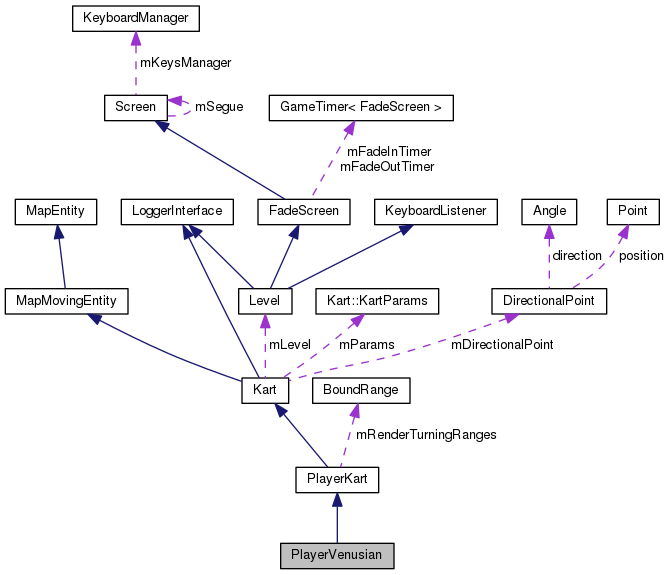 KeyboardManager
mKeysManager
Screen
mSegue
GameTimer< FadeScreen >
mFadeInTimer
mFadeOutTimer
MapEntity
LoggerInterface
FadeScreen
KeyboardListener
Angle
Point
direction
position
MapMovingEntity
Level
Kart::KartParams
DirectionalPoint
mLevel
mParams
mDirectionalPoint
Kart
BoundRange
mRenderTurningRanges
PlayerKart
PlayerVenusian